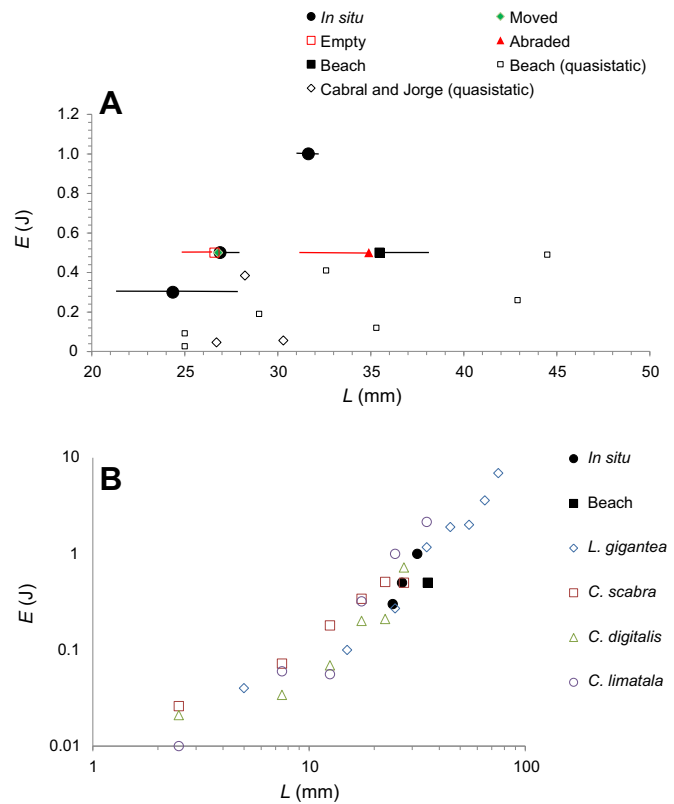 In situ
Moved
Empty
Abraded
Beach
Beach (quasistatic)
Cabral and Jorge (quasistatic)
A
1.2
1.0
0.8
0.6
0.4
0.2
0
E (J)
20
25
30
35
40
45
50
L (mm)
B
10
1
0.1
0.01
E (J)
1
10
100
L (mm)
In situ
Beach
L. gigantea
C. scabra
C. digitalis
C. limatala